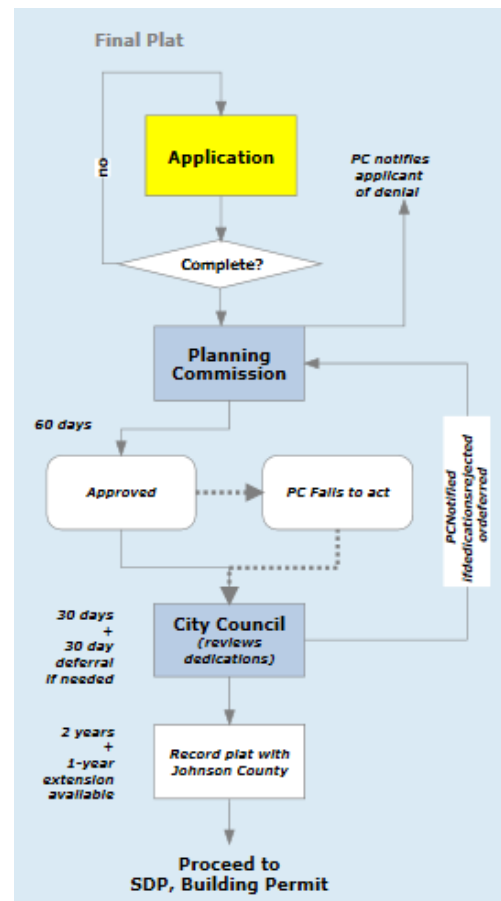 Final Plat
Application
no
PC notifies
applicant
of denial
Complete?
Planning
Commission
60 days
Approved
PC Fails to act
PCNotified
ifdedicationsrejected
ordeferred
30 days
+
30 day
deferral
if needed
City Council
(reviews
dedications)
2 years
+
1-year
extension
available
Record plat with
Johnson County
Proceed to
SDP, Building Permit